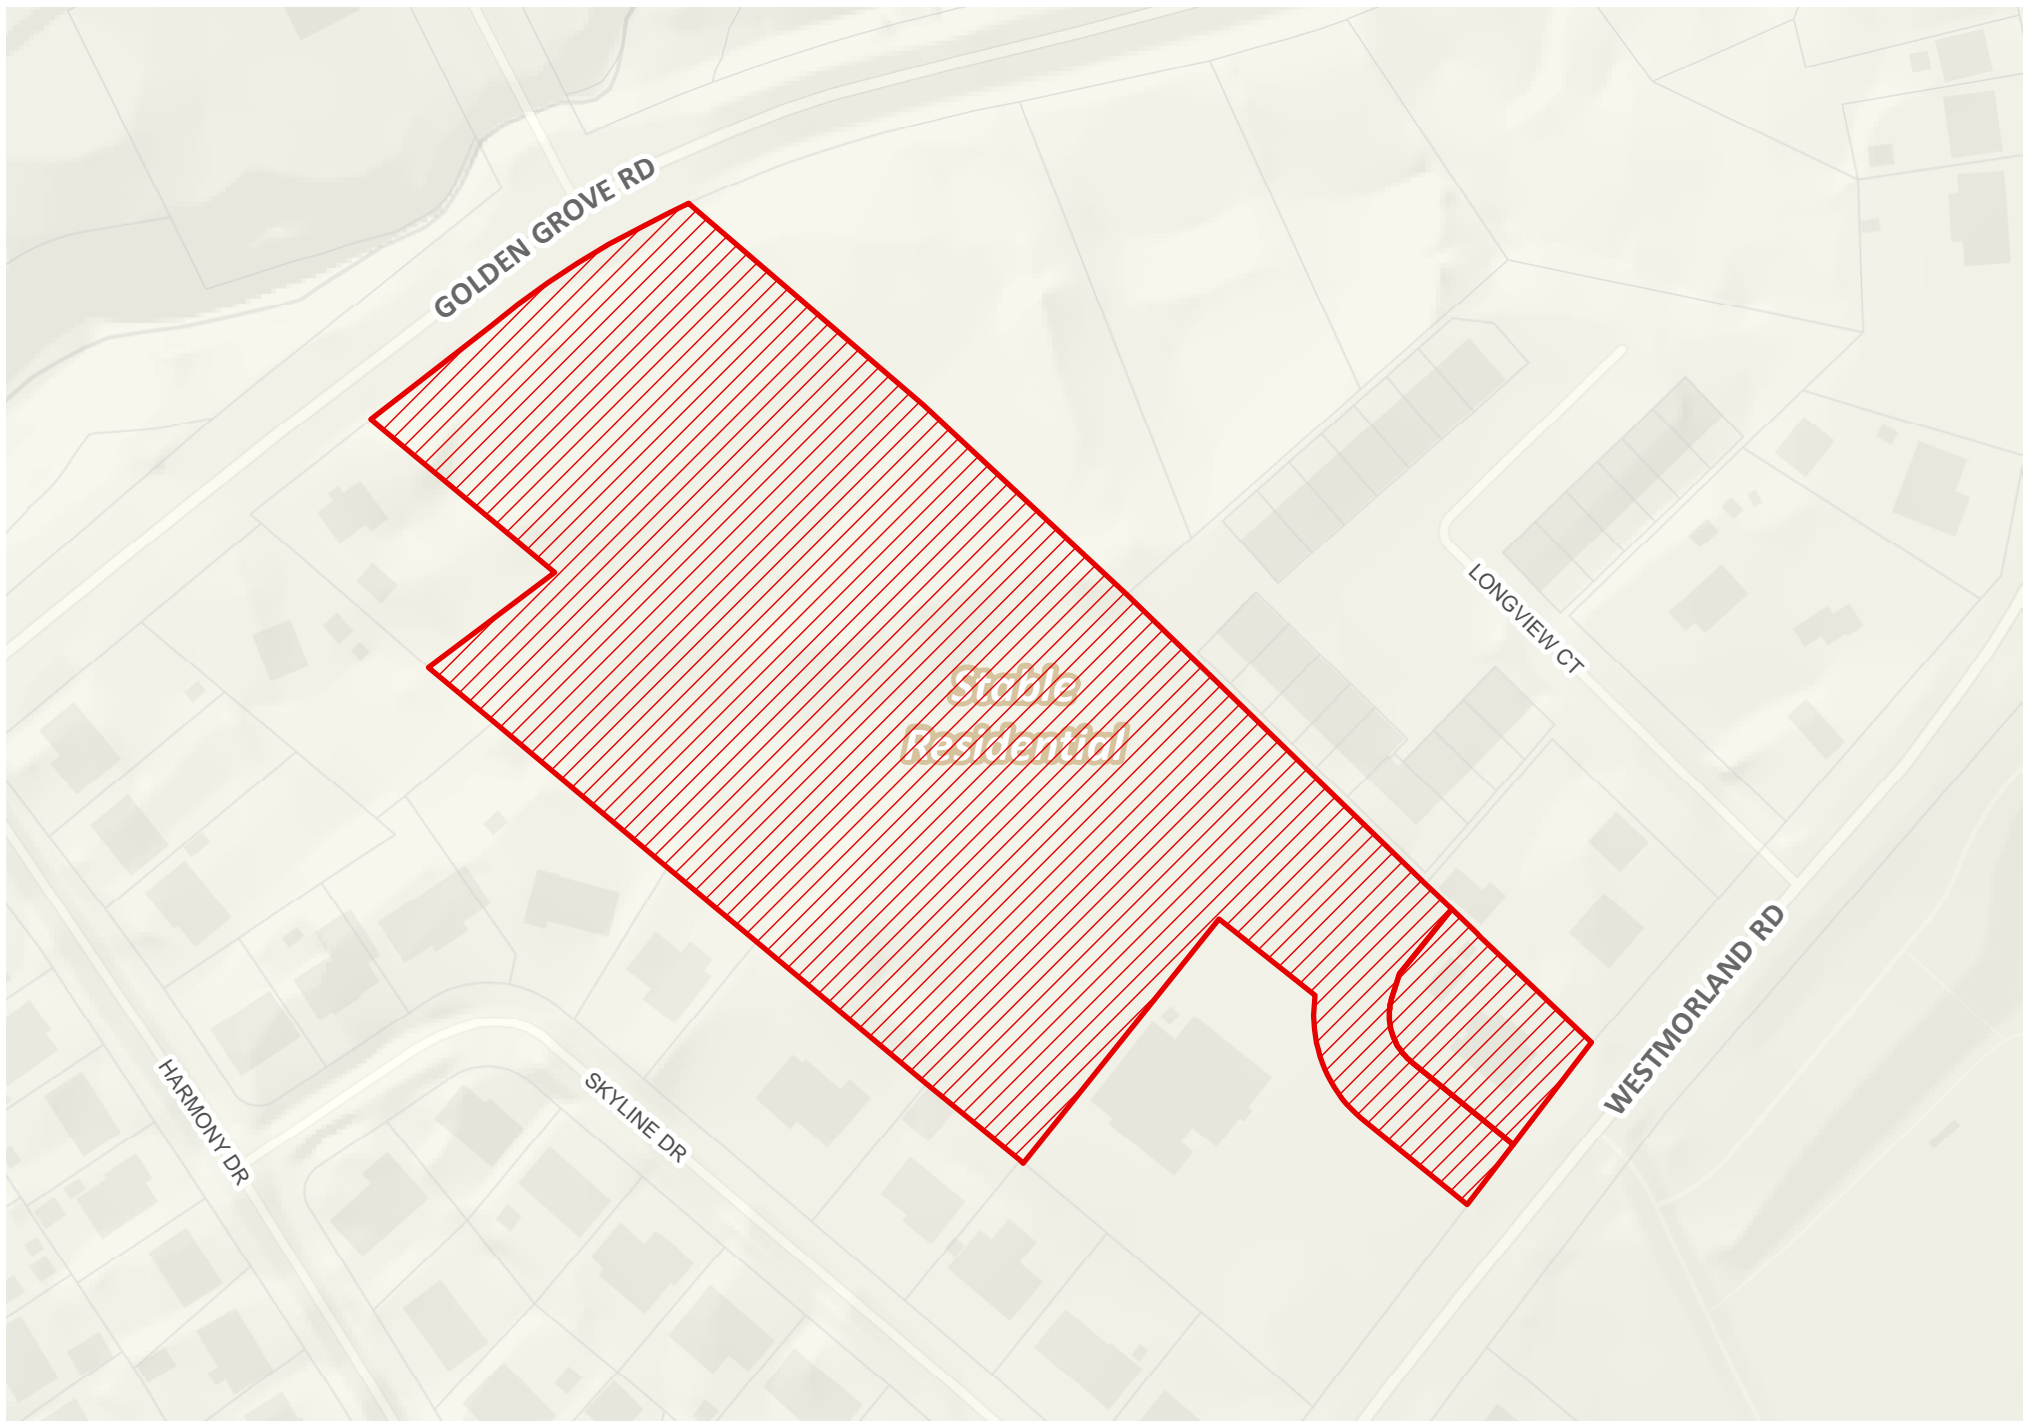 GOLDEN GROVE RD
LONGVIEW CT
Stable
Residential
WESTMORLAND RD
HARMONY DR
SKYLINE DR